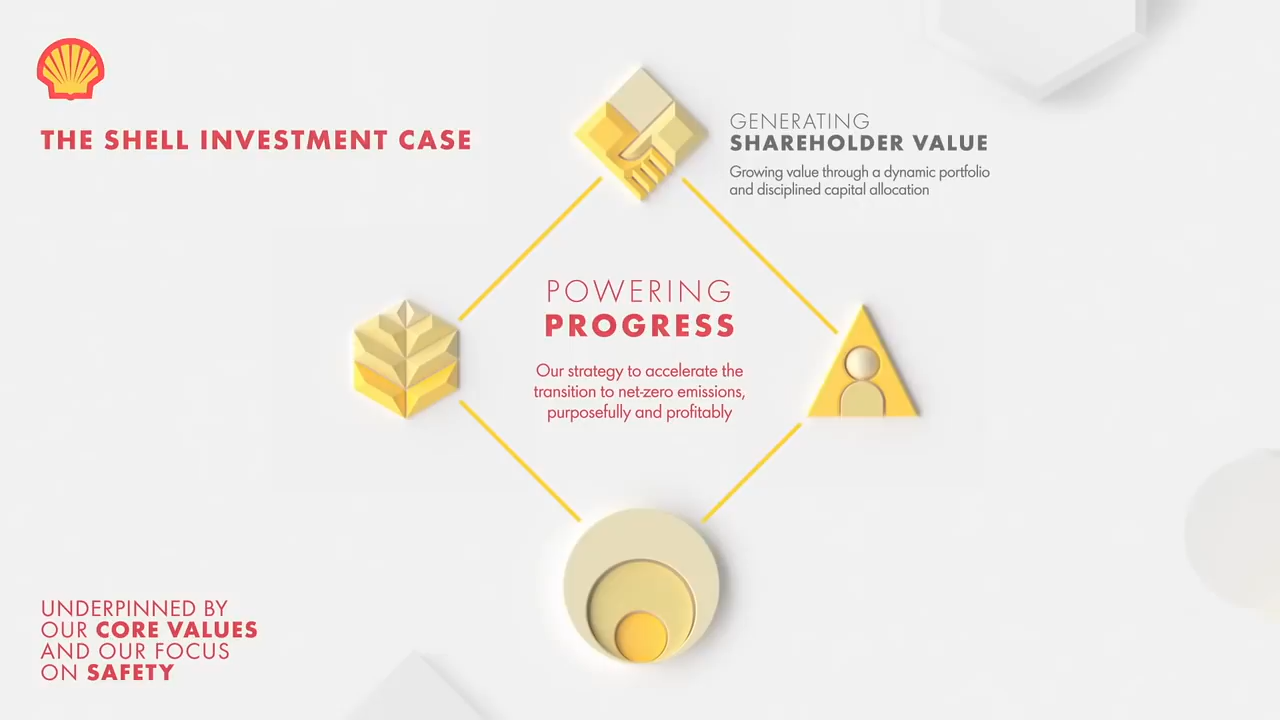 THE SHELL INVESTMENT CASE
GENERATING
SHAREHOLDER VALUE
Growing value through a dynamic portfolio
and disciplined capital allocation
POWERING
PROGRESS
Our strategy to accelerate the
transition to net-zero emissions,
purposefully and profitably
UNDERPINNED BY
OUR CORE VALUES
AND OUR FOCUS
ON SAFETY